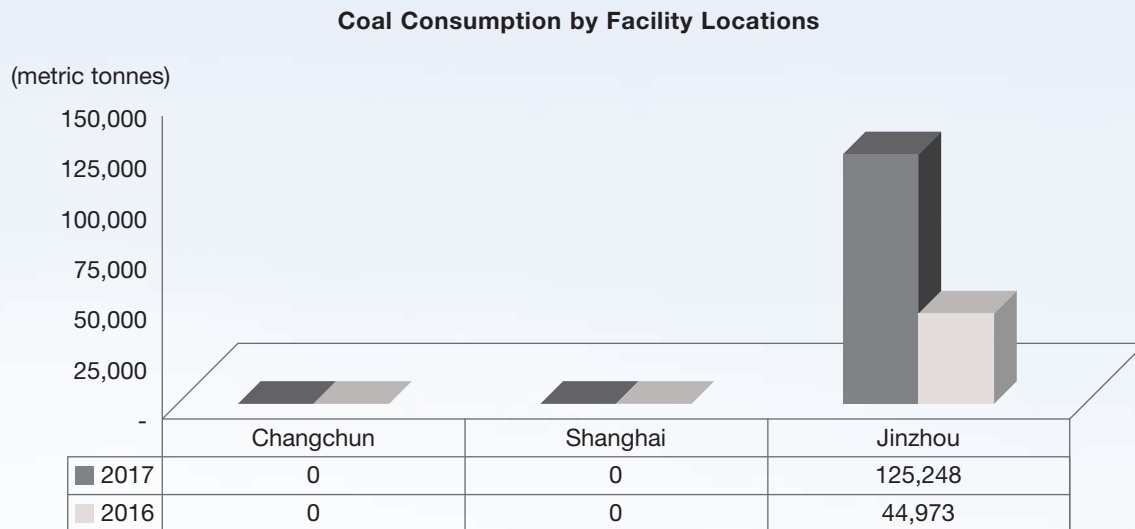 Coal Consumption by Facility Locations
(metric tonnes)
150,000
125,000
100,000
75,000
50,000
25,000
-
Changchun Shanghai Jinzhou
2017 0 0 125,248
2016 0 0 44,973